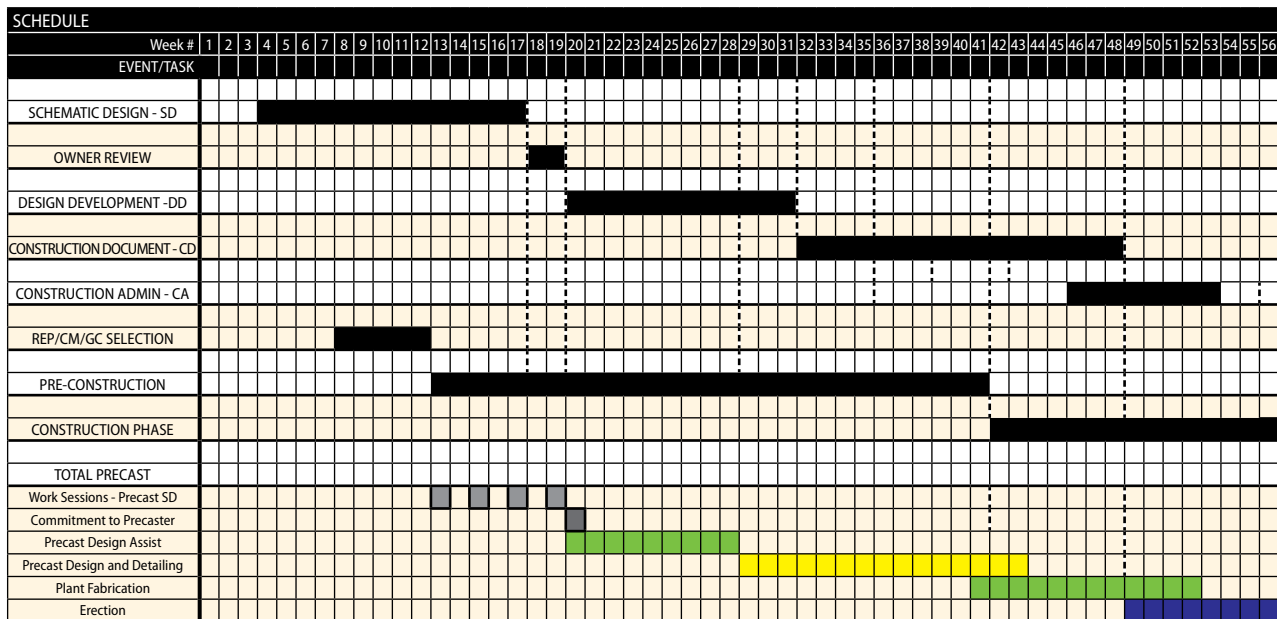 SCHEDULE
Week # 1 2 3 4 5 6 7 8 9 10 11 12 13 14 15 16 17 18 19 20 21 22 23 24 25 26 27 28 29 30 31 32 33 34 35 36 37 38 39 40 41 42 43 44 45 46 47 48 49 50 51 52 53 54 55 56
EVENT/TASK
SCHEMATIC DESIGN - SD
OWNER REVIEW
DESIGN DEVELOPMENT -DD
CONSTRUCTION DOCUMENT - CD
CONSTRUCTION ADMIN - CA
REP/CM/GC SELECTION
PRE-CONSTRUCTION
CONSTRUCTION PHASE
TOTAL PRECAST
Work Sessions - Precast SD
Commitment to Precaster
Precast Design Assist
Precast Design and Detailing
Plant Fabrication
Erection